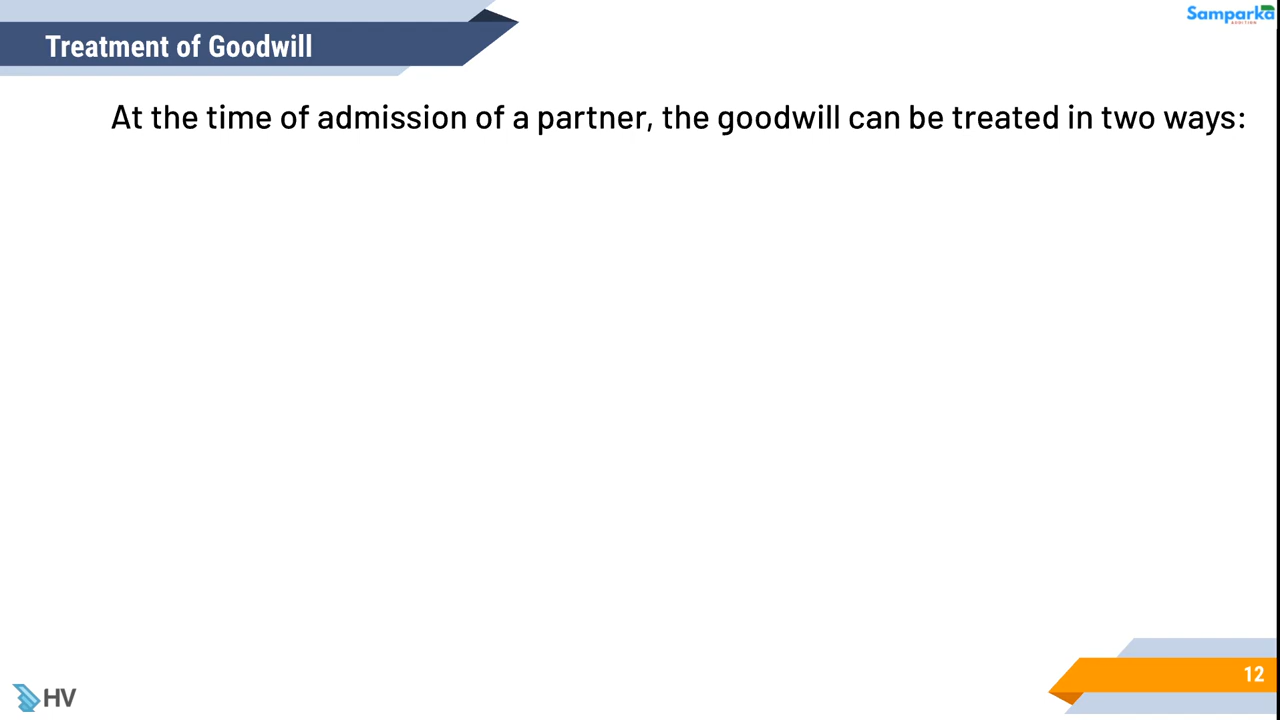 Treatment of Goodwill
Samparka
At the time of admission of a partner, the goodwill can be treated in two ways:
12
HV